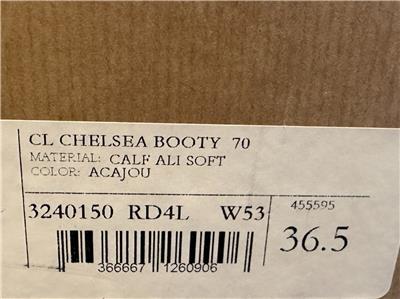 CL CHELSEA BOOTY 70
MATERIAL: CALF ALI SOFT
COLOR: ACAJOU
3240150 RD4L W53
455595
36.5
366667 1260906